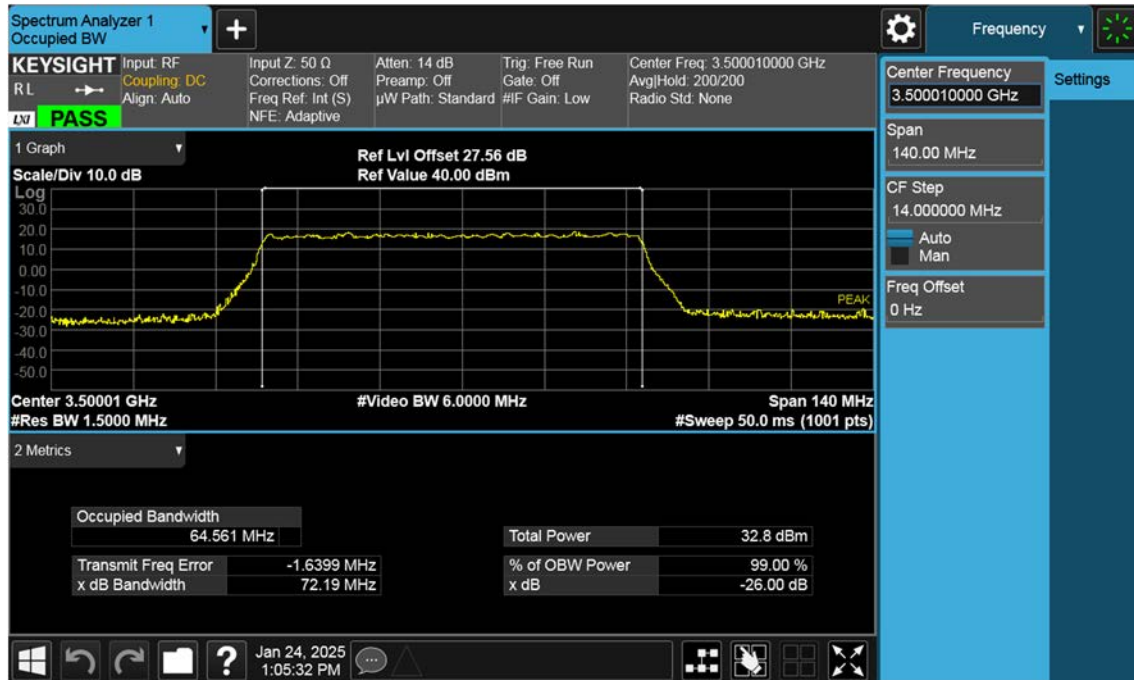 Spectrum Analyzer 1
Occupied BW
+
Frequency
KEYSIGHT
RL
LXI
PASS
Input: RF
Coupling: DC
Align: Auto
Input Z: 50 Ω
Corrections: Off
Freq Ref: Int (S)
NFE: Adaptive
Atten: 14 dB
Preamp: Off
µW Path: Standard
Trig: Free Run
Gate: Off
#IF Gain: Low
Center Freq: 3.500010000 GHz
Avg|Hold: 200/200
Radio Std: None
Center Frequency
3.500010000 GHz
Settings
Span
140.00 MHz
CF Step
14.000000 MHz
Auto
Man
Freq Offset
0 Hz
1 Graph
Scale/Div 10.0 dB
Ref Lvl Offset 27.56 dB
Ref Value 40.00 dBm
Log
30.0
20.0
10.0
0.00
-10.0
-20.0
-30.0
-40.0
-50.0
PEAK
Center 3.50001 GHz
#Video BW 6.0000 MHz
Span 140 MHz
#Res BW 1.5000 MHz
#Sweep 50.0 ms (1001 pts)
2 Metrics
Occupied Bandwidth
64.561 MHz
Total Power 32.8 dBm
Transmit Freq Error -1.6399 MHz
% of OBW Power 99.00 %
x dB Bandwidth 72.19 MHz
x dB -26.00 dB
?
Jan 24, 2025
1:05:32 PM